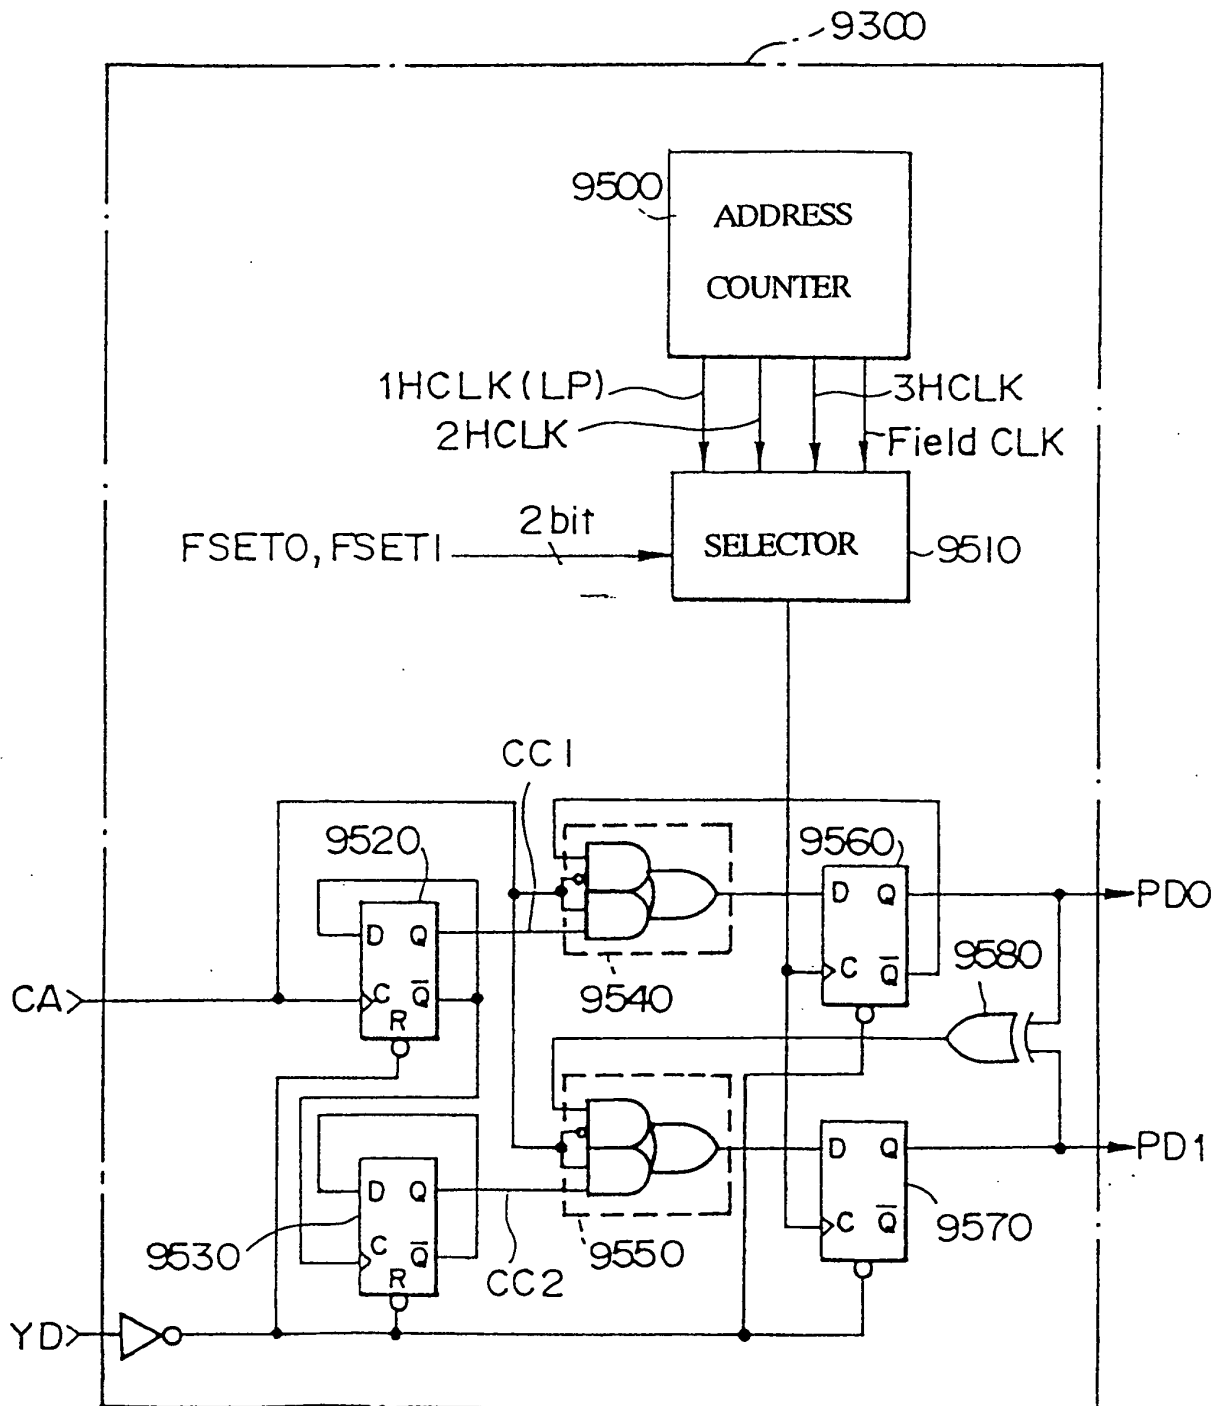 9300
9500
ADDRESS
COUNTER
1HCLK(LP)
3HCLK
2HCLK
Field CLK
2bit
FSET0, FSET1
SELECTOR
9510
CC1
9520
9560
D Q
D Q
PD0
9540
C Q̅
9580
CA
C Q̅
R
D Q
D Q
PD1
9530
C Q̅
R
CC2
9550
C Q̅
9570
YD